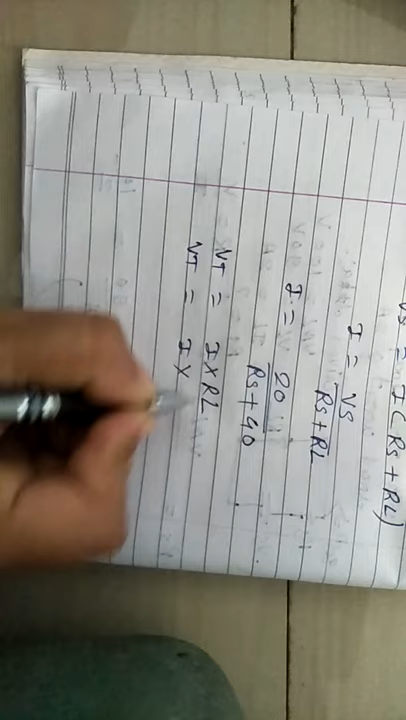 Vs = I (Rs + RL)
I = Vs / Rs + RL
I = 20 / Rs + 40
VT = I X RL
VT = I X